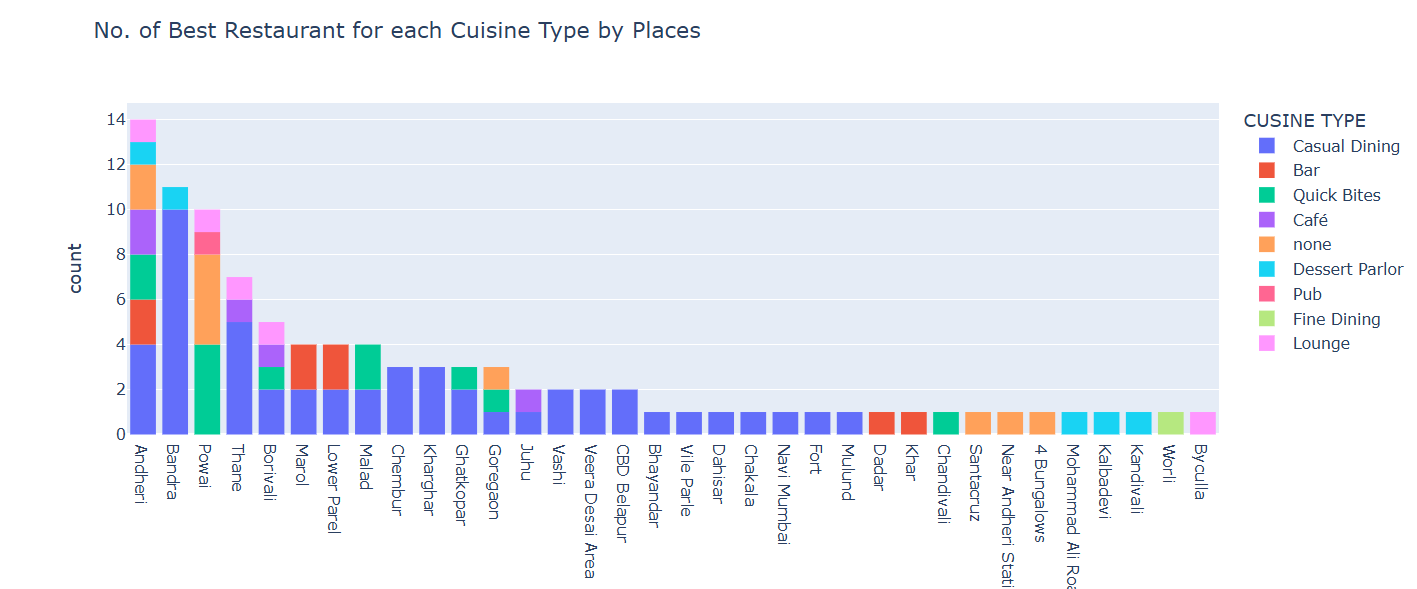 No. of Best Restaurant for each Cuisine Type by Places
14
12
10
8
6
4
2
0
count
Andheri
Bandra
Powai
Thane
Borivali
Marol
Lower Parel
Malad
Chembur
Kharghar
Ghatkopar
Goregaon
Juhu
Vashi
Veera Desai Area
CBD Belapur
Bhayandar
Vile Parle
Dahisar
Chakala
Navi Mumbai
Fort
Mulund
Dadar
Khar
Chandivali
Santacruz
Near Andheri Stati
4 Bungalows
Mohammad Ali Roa
Kalbadevi
Kandivali
Worli
Byculla
CUSINE TYPE
Casual Dining
Bar
Quick Bites
Café
none
Dessert Parlor
Pub
Fine Dining
Lounge